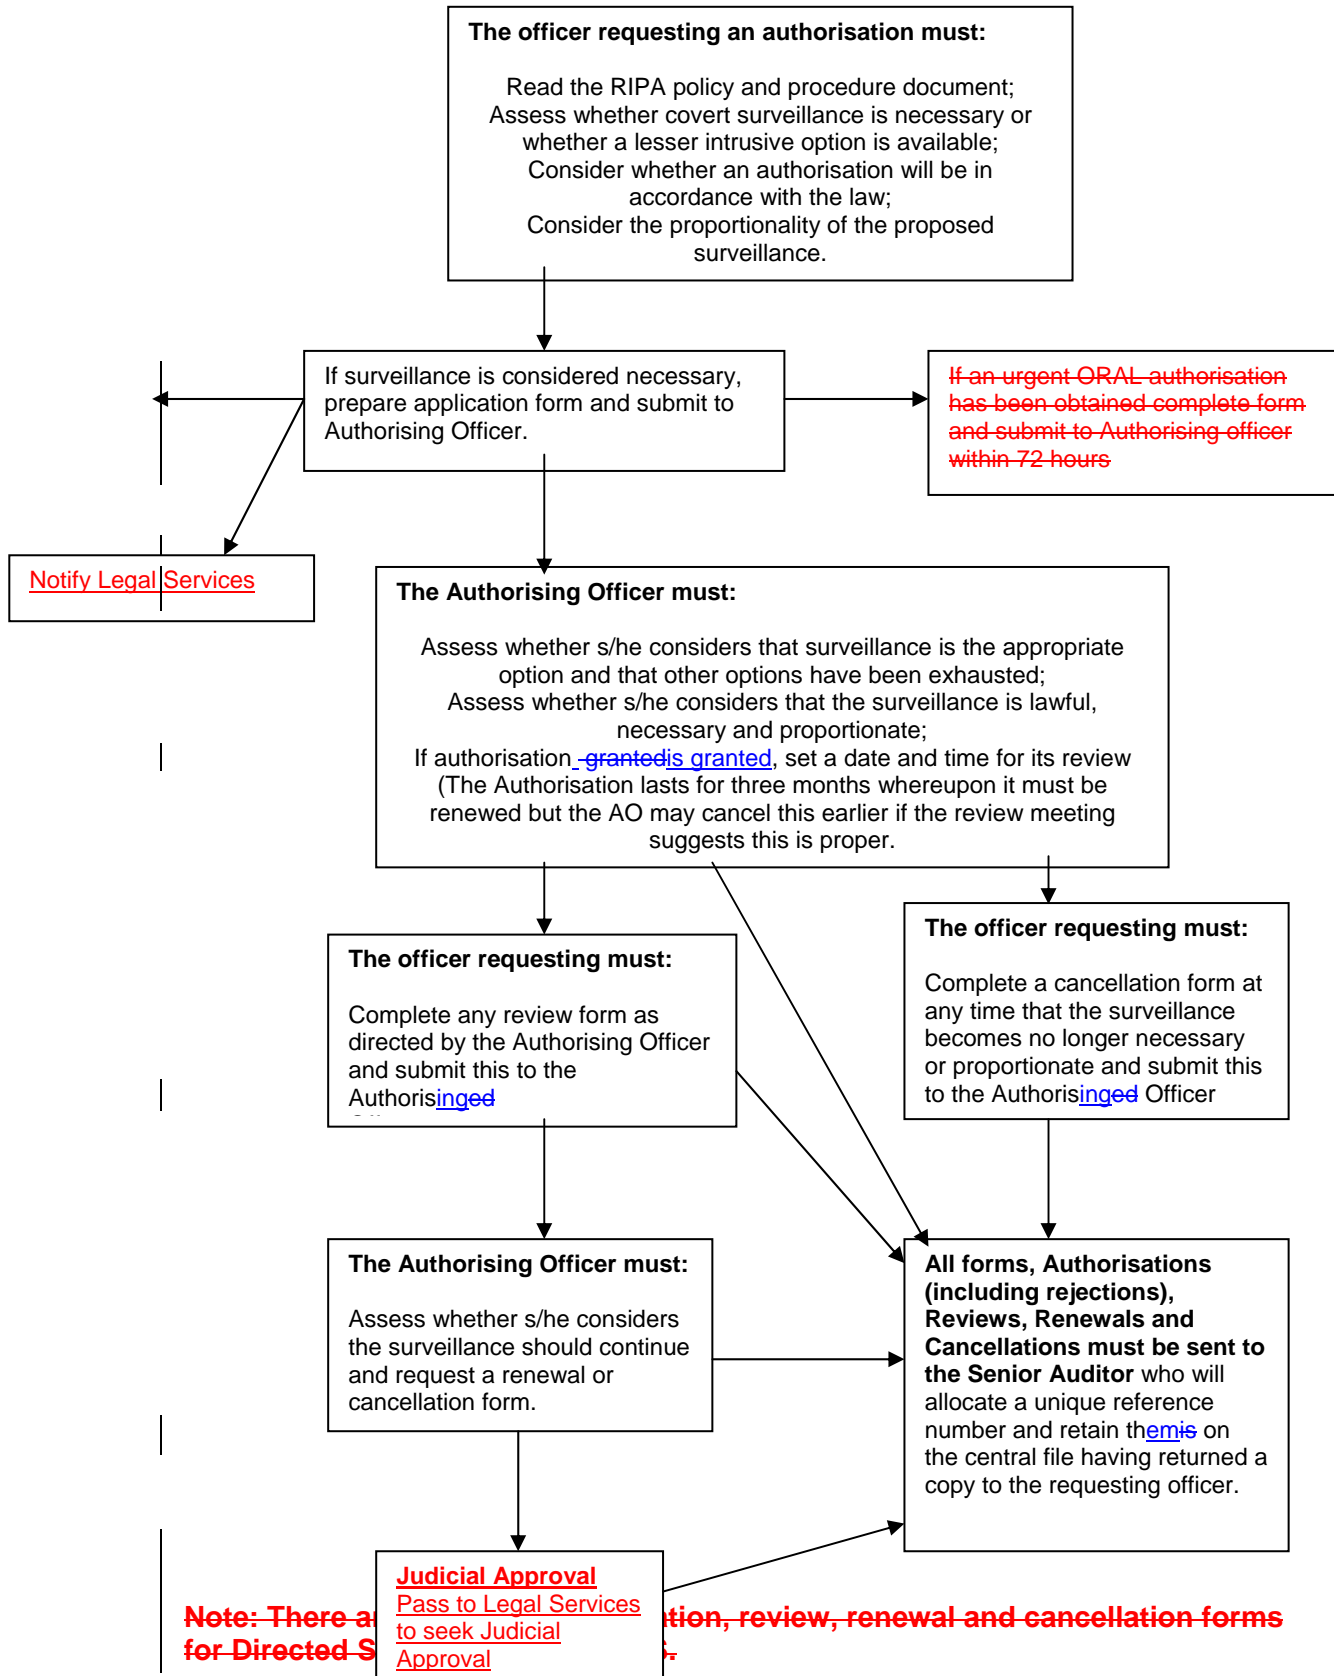 The officer requesting an authorisation must:
Read the RIPA policy and procedure document;
Assess whether covert surveillance is necessary or
whether a lesser intrusive option is available;
Consider whether an authorisation will be in
accordance with the law;
Consider the proportionality of the proposed
surveillance.
If surveillance is considered necessary,
prepare application form and submit to
Authorising Officer.
If an urgent ORAL authorisation
has been obtained complete form
and submit to Authorising officer
within 72 hours
Notify Legal Services
The Authorising Officer must:
Assess whether s/he considers that surveillance is the appropriate
option and that other options have been exhausted;
Assess whether s/he considers that the surveillance is lawful,
necessary and proportionate;
If authorisation grantedis granted, set a date and time for its review
(The Authorisation lasts for three months whereupon it must be
renewed but the AO may cancel this earlier if the review meeting
suggests this is proper.
The officer requesting must:
Complete any review form as
directed by the Authorising Officer
and submit this to the
Authorisinged
The officer requesting must:
Complete a cancellation form at
any time that the surveillance
becomes no longer necessary
or proportionate and submit this
to the Authorisinged Officer
The Authorising Officer must:
Assess whether s/he considers
the surveillance should continue
and request a renewal or
cancellation form.
All forms, Authorisations
(including rejections),
Reviews, Renewals and
Cancellations must be sent to
the Senior Auditor who will
allocate a unique reference
number and retain themis on
the central file having returned a
copy to the requesting officer.
Judicial Approval
Pass to Legal Services
to seek Judicial
Approval
Note: There ation, review, renewal and cancellation forms
for Directed